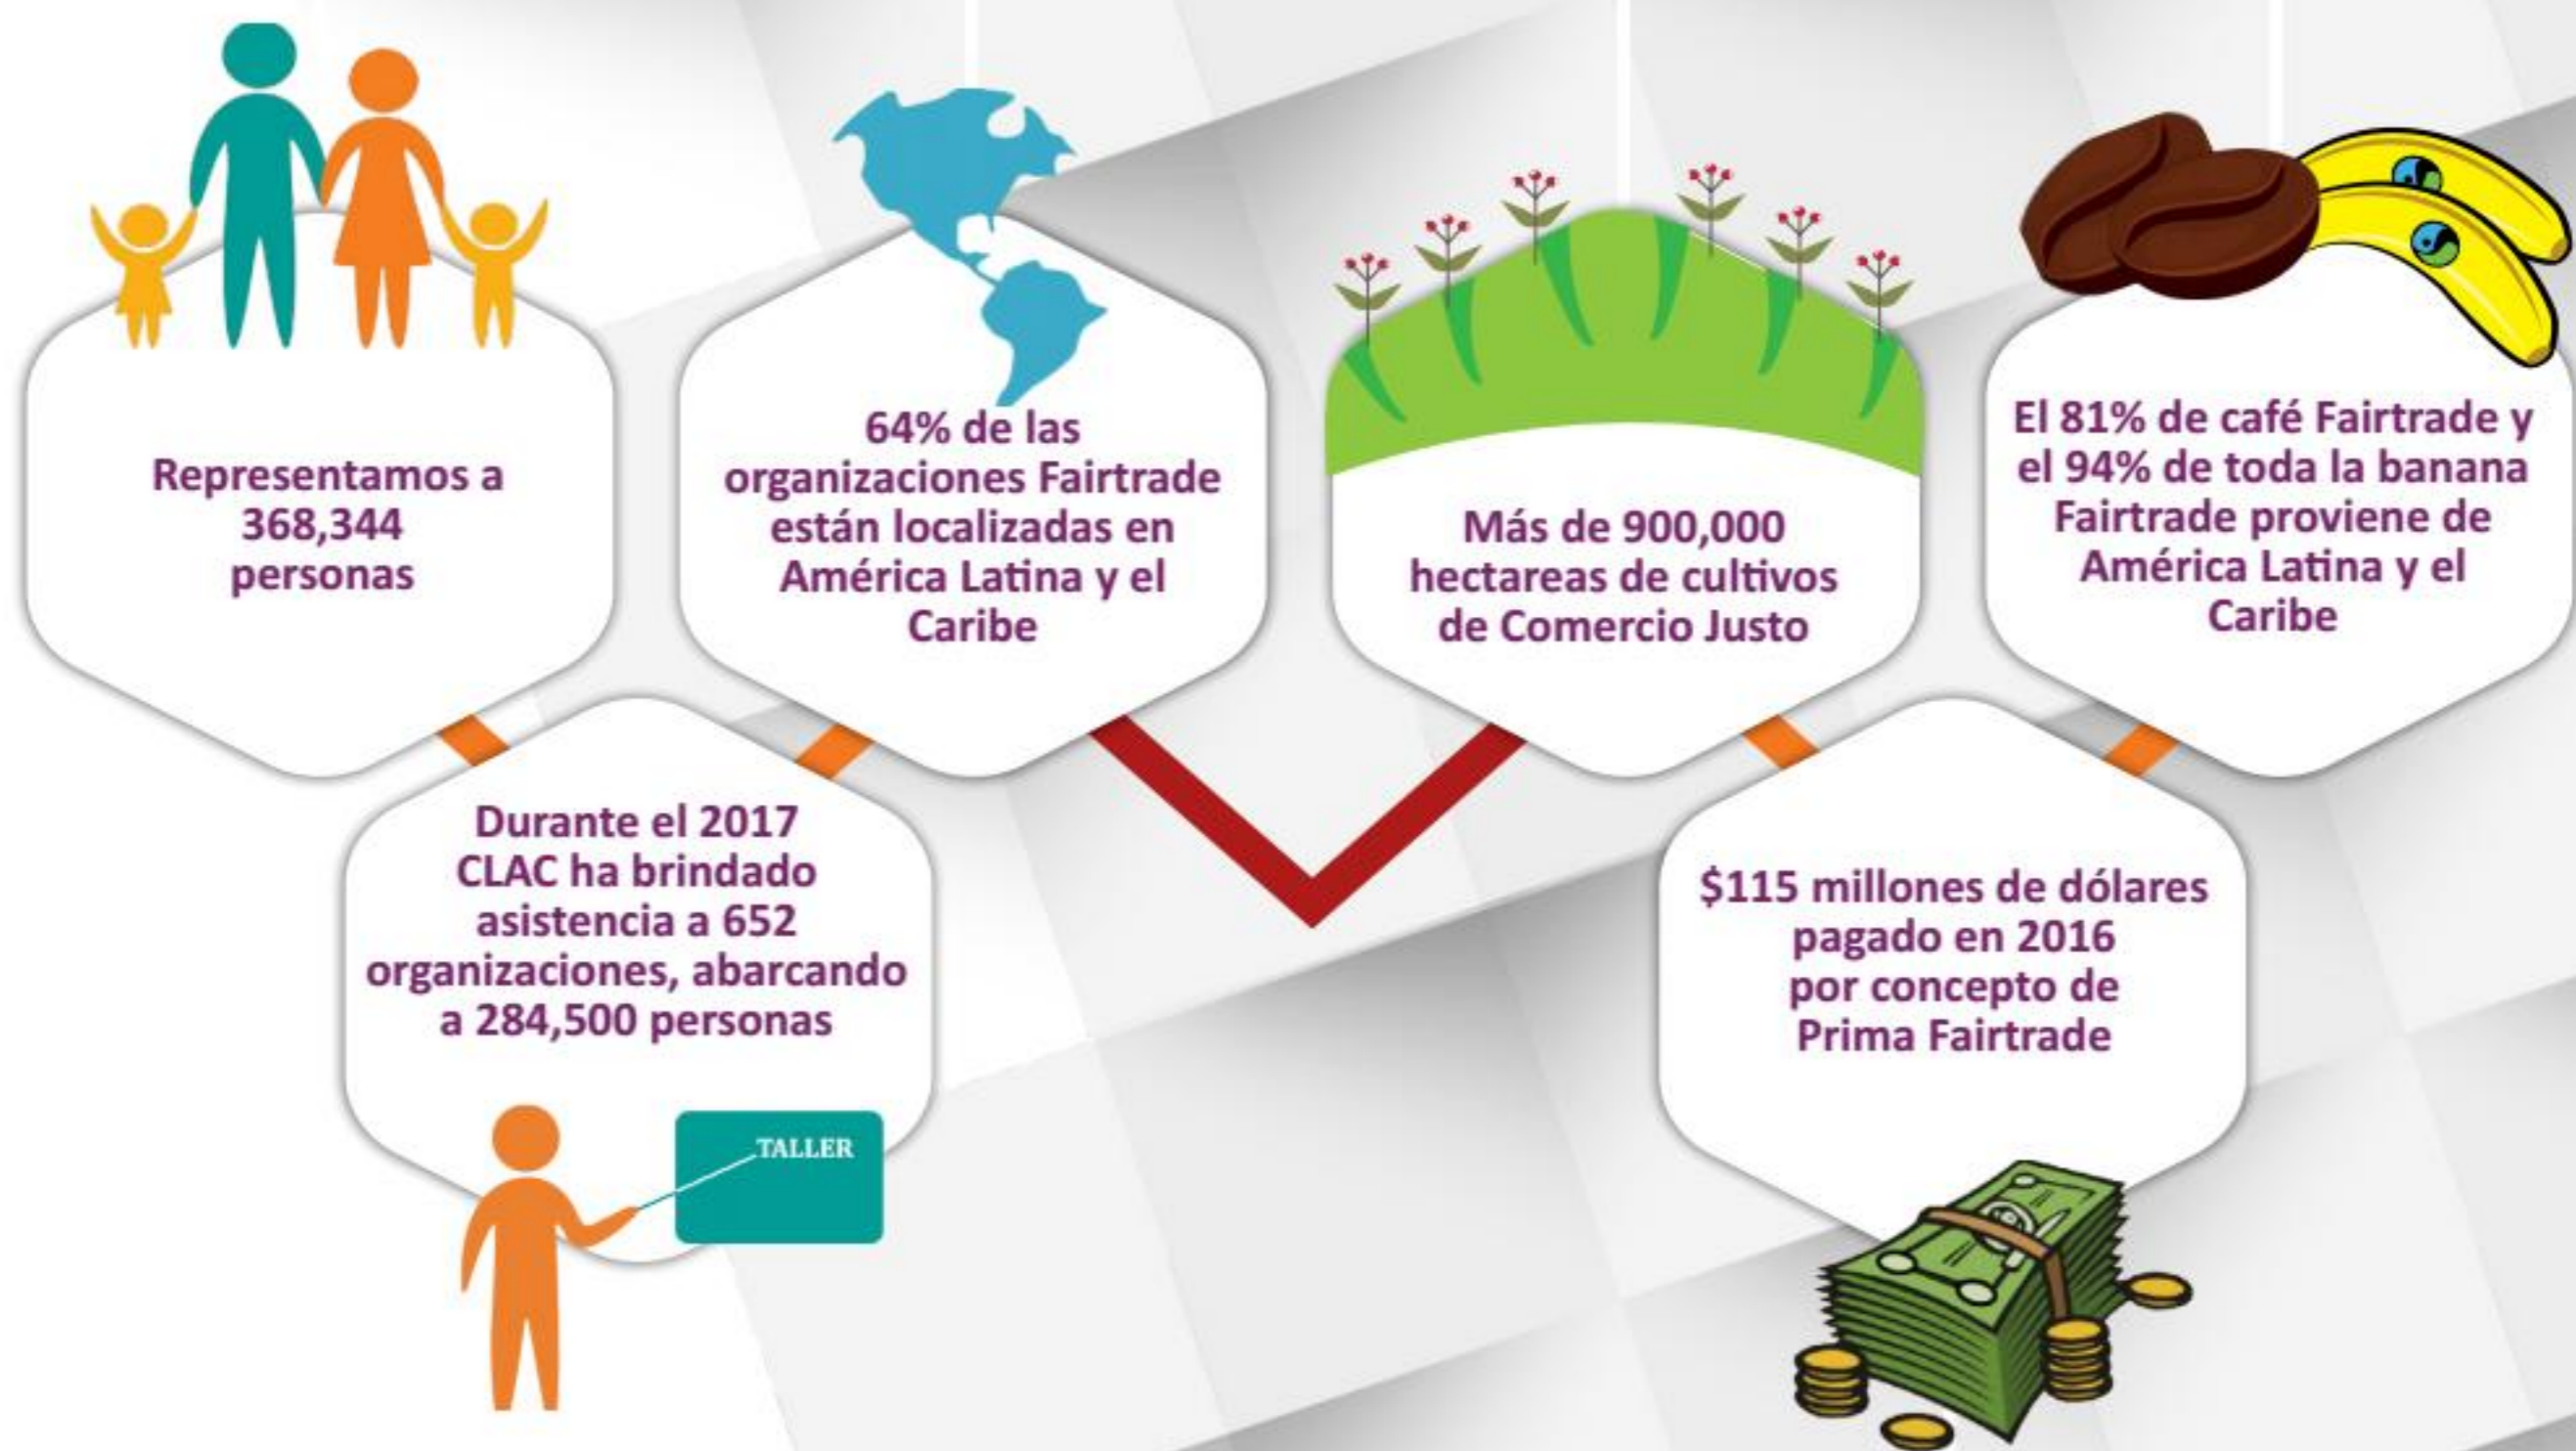 Representamos a
368,344
personas
Durante el 2017
CLAC ha brindado
asistencia a 652
organizaciones, abarcando
a 284,500 personas
TALLER
64% de las
organizaciones Fairtrade
están localizadas en
América Latina y el
Caribe
Más de 900,000
hectareas de cultivos
de Comercio Justo
$115 millones de dólares
pagado en 2016
por concepto de
Prima Fairtrade
El 81% de café Fairtrade y
el 94% de toda la banana
Fairtrade proviene de
América Latina y el
Caribe